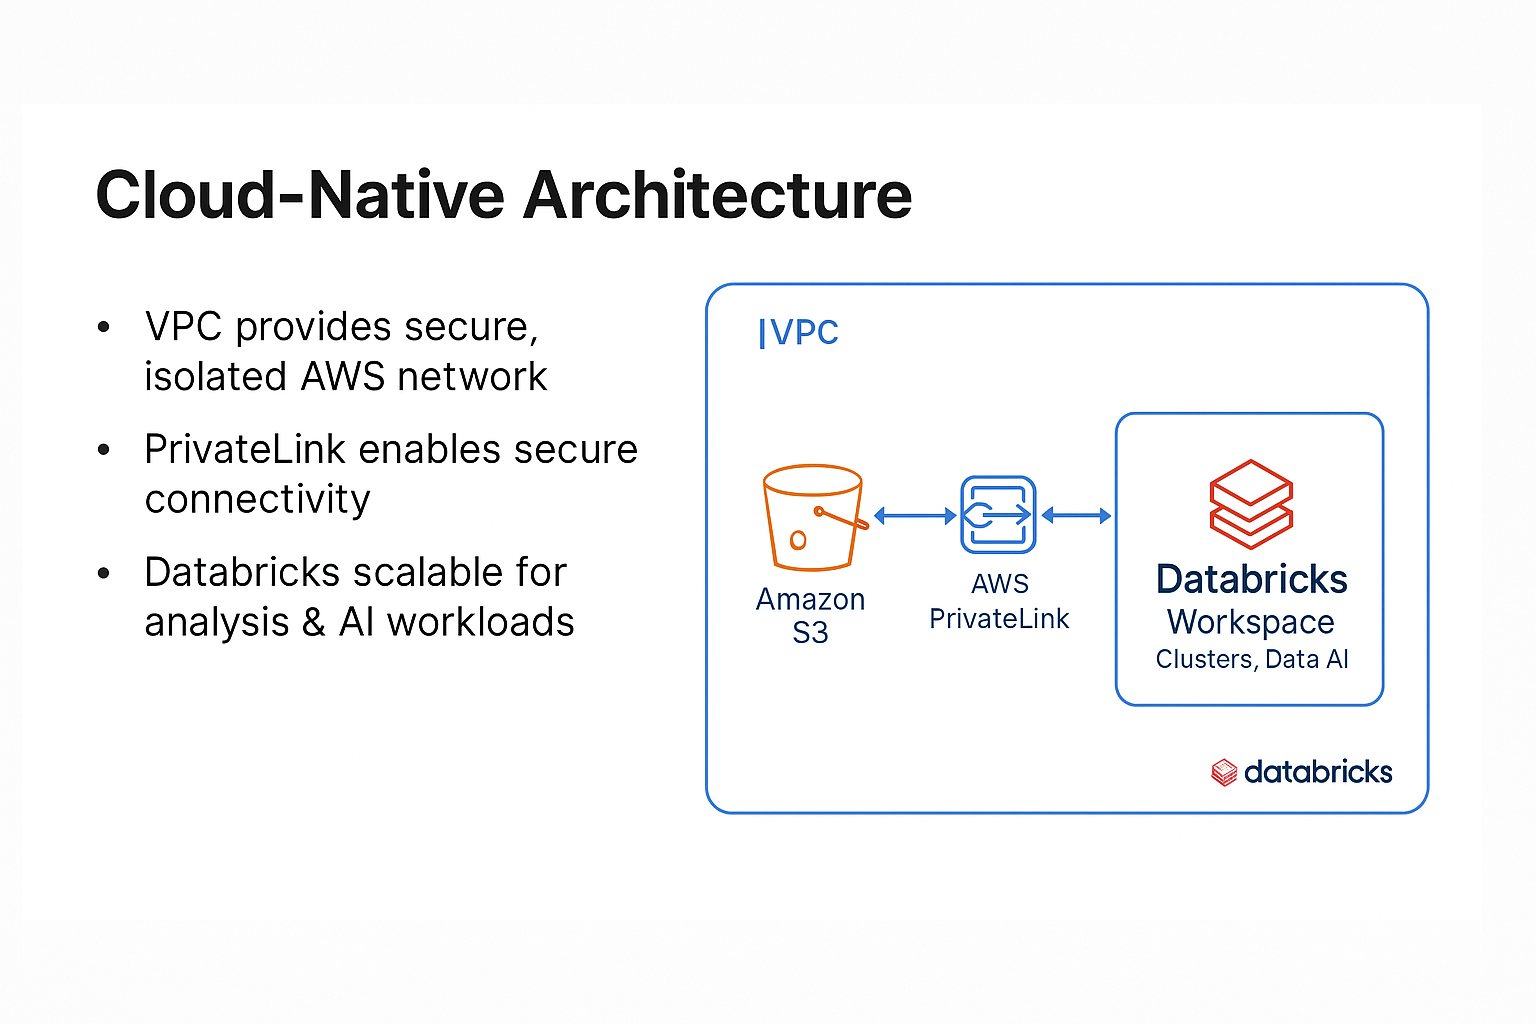 Cloud-Native Architecture
• VPC provides secure,
isolated AWS network
• PrivateLink enables secure
connectivity
• Databricks scalable for
analysis & AI workloads
|VPC
Amazon
S3
AWS
PrivateLink
Databricks
Workspace
Clusters, Data AI
databricks